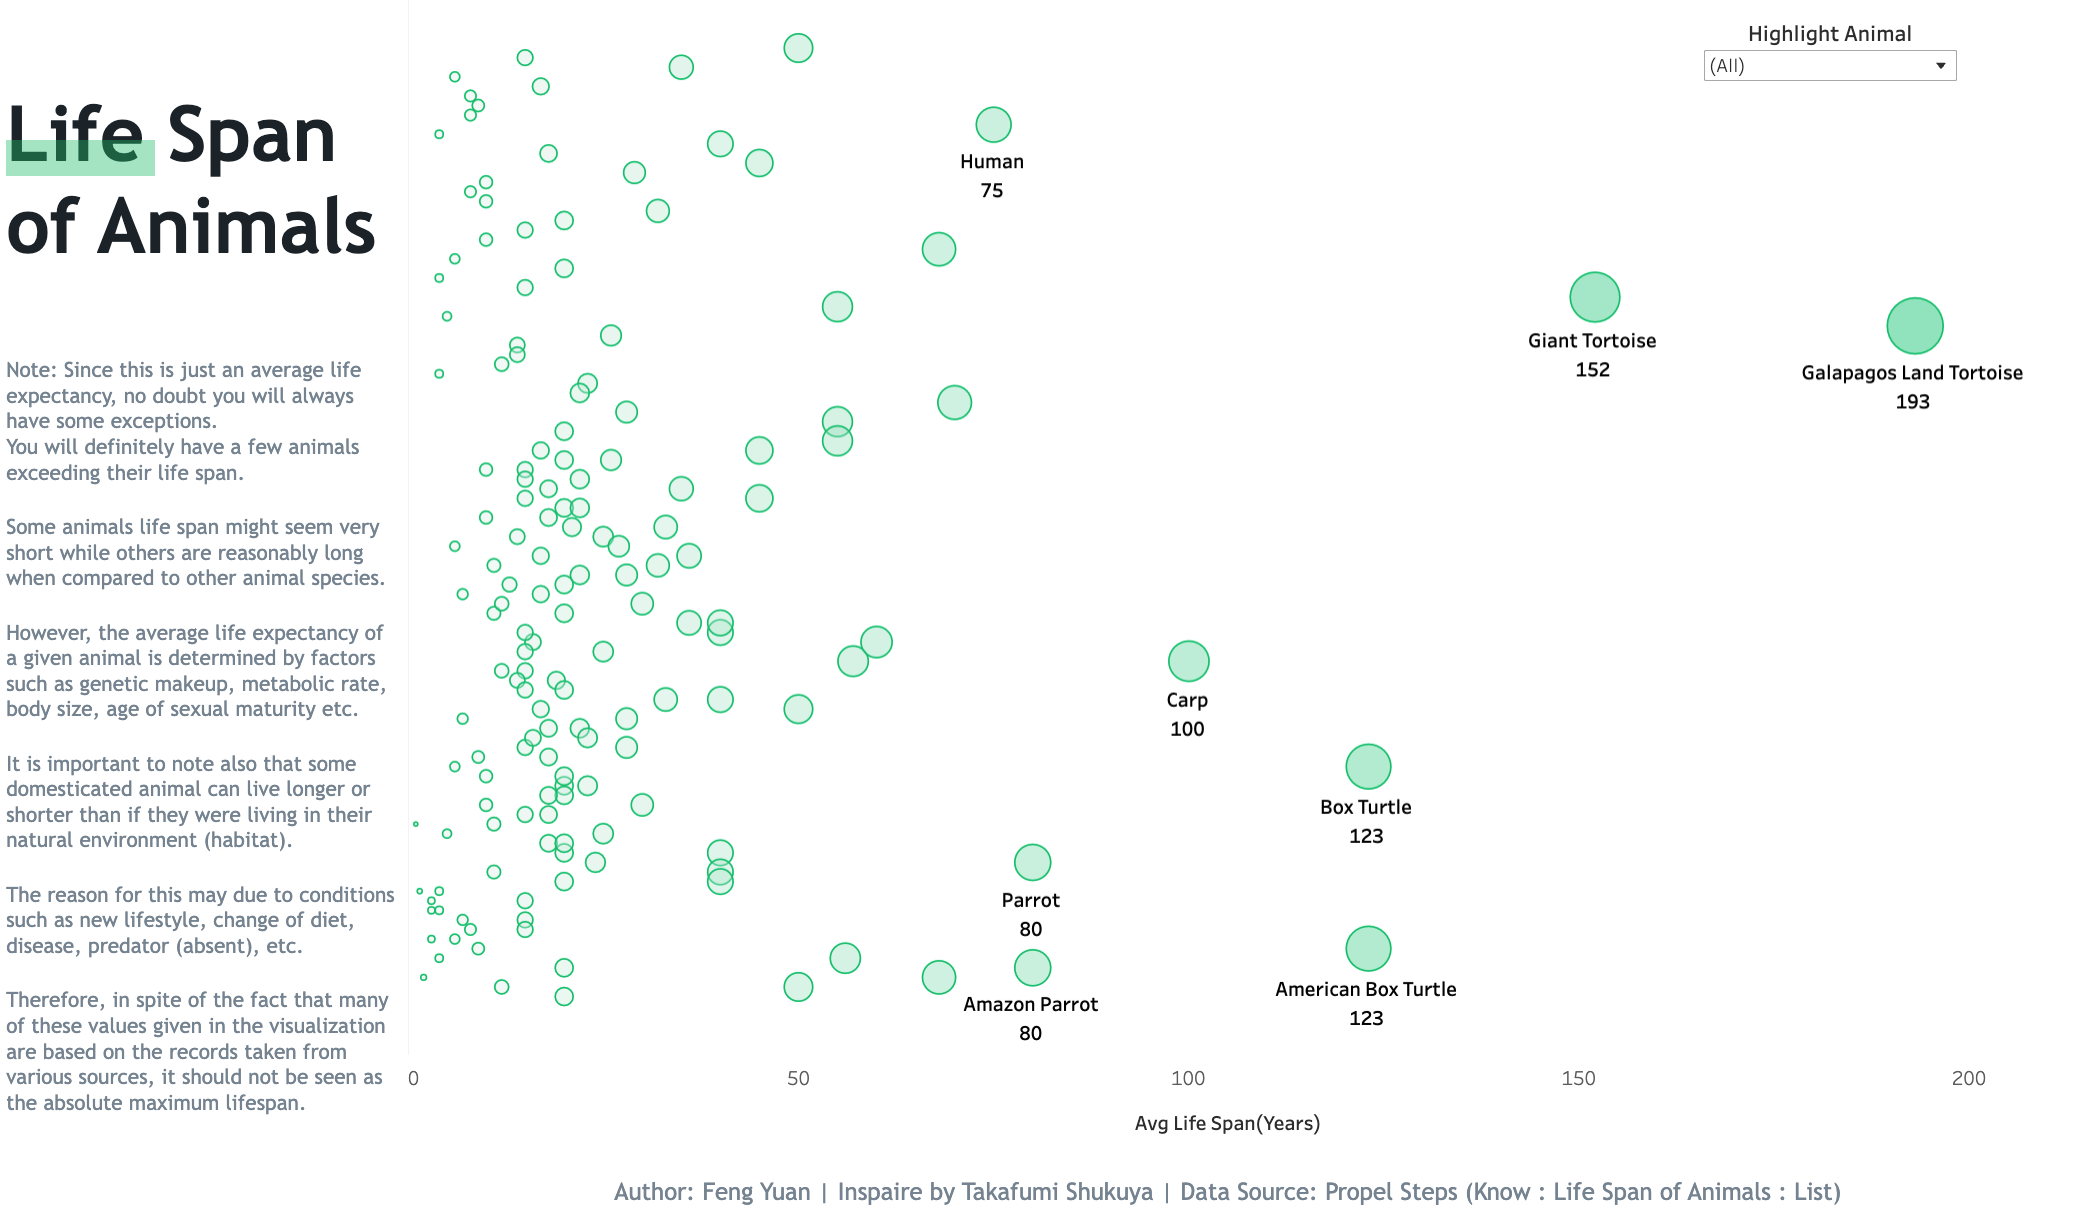 Life Span
of Animals
Note: Since this is just an average life
expectancy, no doubt you will always
have some exceptions.
You will definitely have a few animals
exceeding their life span.
Some animals life span might seem very
short while others are reasonably long
when compared to other animal species.
However, the average life expectancy of
a given animal is determined by factors
such as genetic makeup, metabolic rate,
body size, age of sexual maturity etc.
It is important to note also that some
domesticated animal can live longer or
shorter than if they were living in their
natural environment (habitat).
The reason for this may due to conditions
such as new lifestyle, change of diet,
disease, predator (absent), etc.
Therefore, in spite of the fact that many
of these values given in the visualization
are based on the records taken from
various sources, it should not be seen as
the absolute maximum lifespan.
Highlight Animal
(All)
Human
75
Giant Tortoise
152
Galapagos Land Tortoise
193
Carp
100
Box Turtle
123
Parrot
80
American Box Turtle
123
Amazon Parrot
80
0
50
100
150
200
Avg Life Span(Years)
Author: Feng Yuan | Inspaire by Takafumi Shukuya | Data Source: Propel Steps (Know : Life Span of Animals : List)